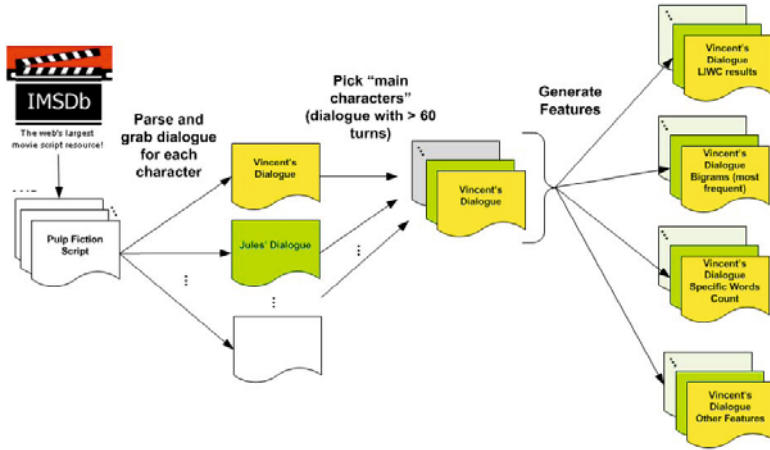 IMSDb
The web's largest
movie script resource!
Pulp Fiction
Script
Parse and
grab dialogue
for each
character
Vincent's
Dialogue
Jules' Dialogue
Pick “main
characters”
(dialogue with > 60
turns)
Vincent's
Dialogue
Generate
Features
Vincent's
Dialogue
LIWC results
Vincent's
Dialogue
Bigrams (most
frequent)
Vincent's
Dialogue
Specific Words
Count
Vincent's
Dialogue
Other Features